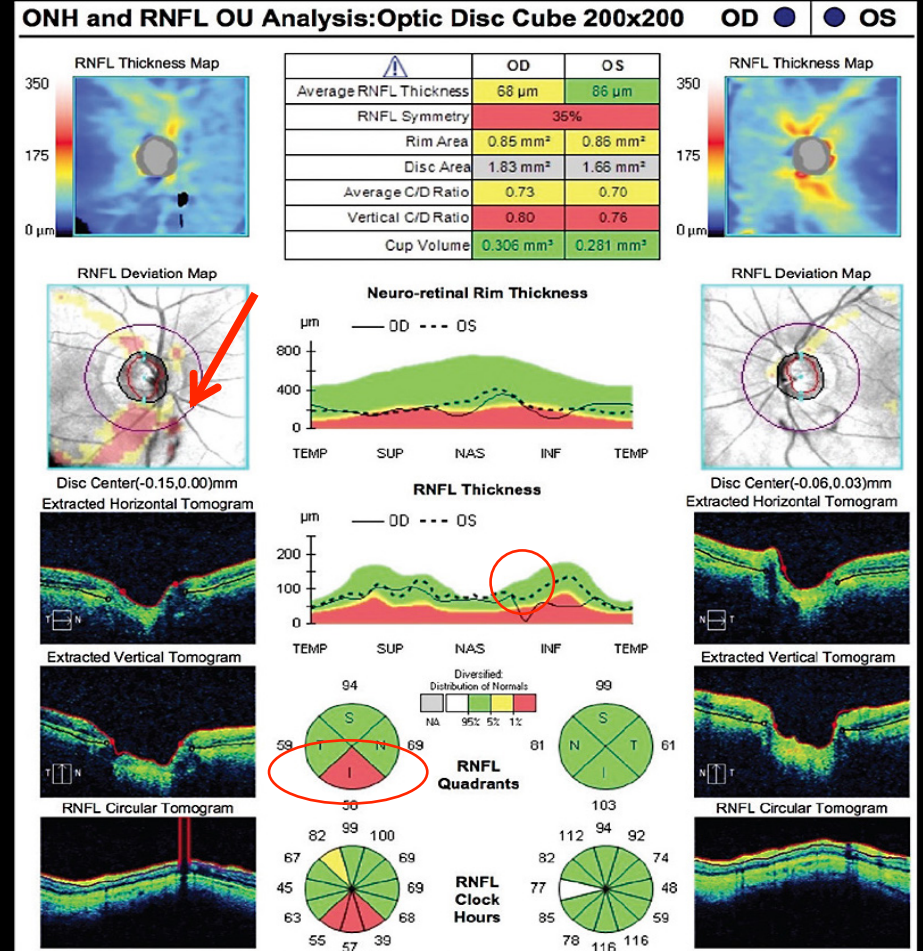 ONH and RNFL OU Analysis:Optic Disc Cube 200x200 OD OS
RNFL Thickness Map
350
175
0 µm
OD OS
Average RNFL Thickness 68 µm 86 µm
RNFL Symmetry 35%
Rim Area 0.85 mm² 0.86 mm²
Disc Area 1.83 mm² 1.66 mm²
Average C/D Ratio 0.73 0.70
Vertical C/D Ratio 0.80 0.76
Cup Volume 0.306 mm³ 0.281 mm³
RNFL Thickness Map
350
175
0 µm
RNFL Deviation Map
Disc Center(-0.15,0.00)mm
Neuro-retinal Rim Thickness
µm OD OS
800
400
0
TEMP SUP NAS INF TEMP
RNFL Deviation Map
Disc Center(-0.06,0.03)mm
Extracted Horizontal Tomogram
T N
RNFL Thickness
µm OD OS
200
100
0
TEMP SUP NAS INF TEMP
Extracted Horizontal Tomogram
N T
Extracted Vertical Tomogram
T N
Diversified:
Distribution of Normals
NA 95% 5% 1%
94
S
59 T N 69
I
RNFL
Quadrants
99
S
81 N T 61
I
103
Extracted Vertical Tomogram
N T
RNFL Circular Tomogram
99
82 100
67 69
45 69
63 68
55 39
57
RNFL
Clock
Hours
94
112 92
82 74
77 48
85 59
78 116
116
RNFL Circular Tomogram